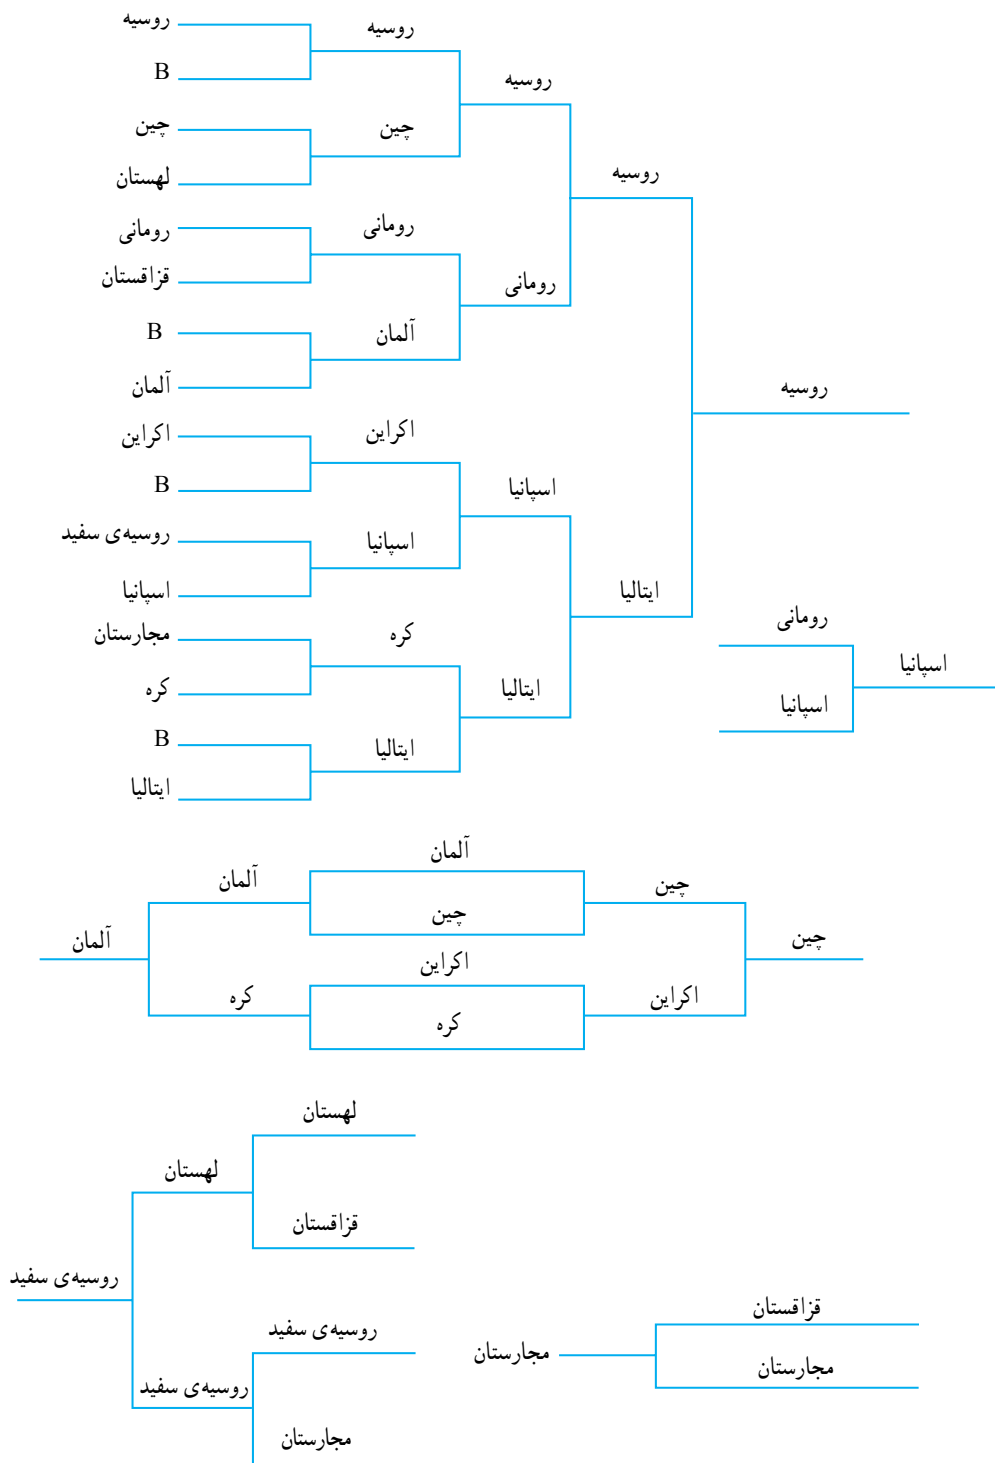 روسیه
B
چین
لهستان
رومانی
قزاقستان
B
آلمان
اکراین
B
روسیه‌ی سفید
اسپانیا
مجارستان
کره
B
ایتالیا
روسیه
چین
رومانی
آلمان
اکراین
اسپانیا
کره
ایتالیا
روسیه
رومانی
اسپانیا
ایتالیا
روسیه
ایتالیا
روسیه
رومانی
اسپانیا
اسپانیا
آلمان
چین
اکراین
کره
آلمان
کره
آلمان
چین
اکراین
چین
لهستان
قزاقستان
روسیه‌ی سفید
مجارستان
لهستان
روسیه‌ی سفید
روسیه‌ی سفید
قزاقستان
مجارستان
مجارستان